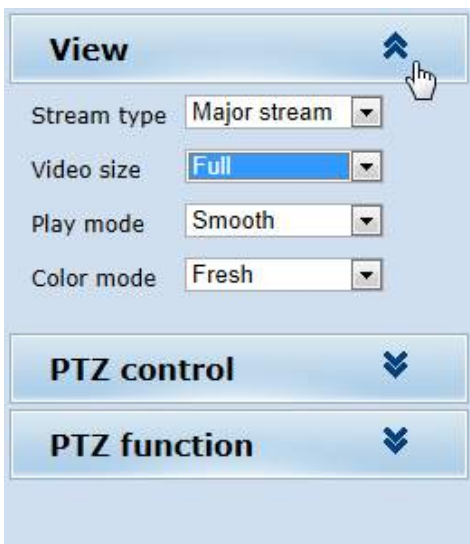 View
Stream type Major stream
Video size Full
Play mode Smooth
Color mode Fresh
PTZ control
PTZ function